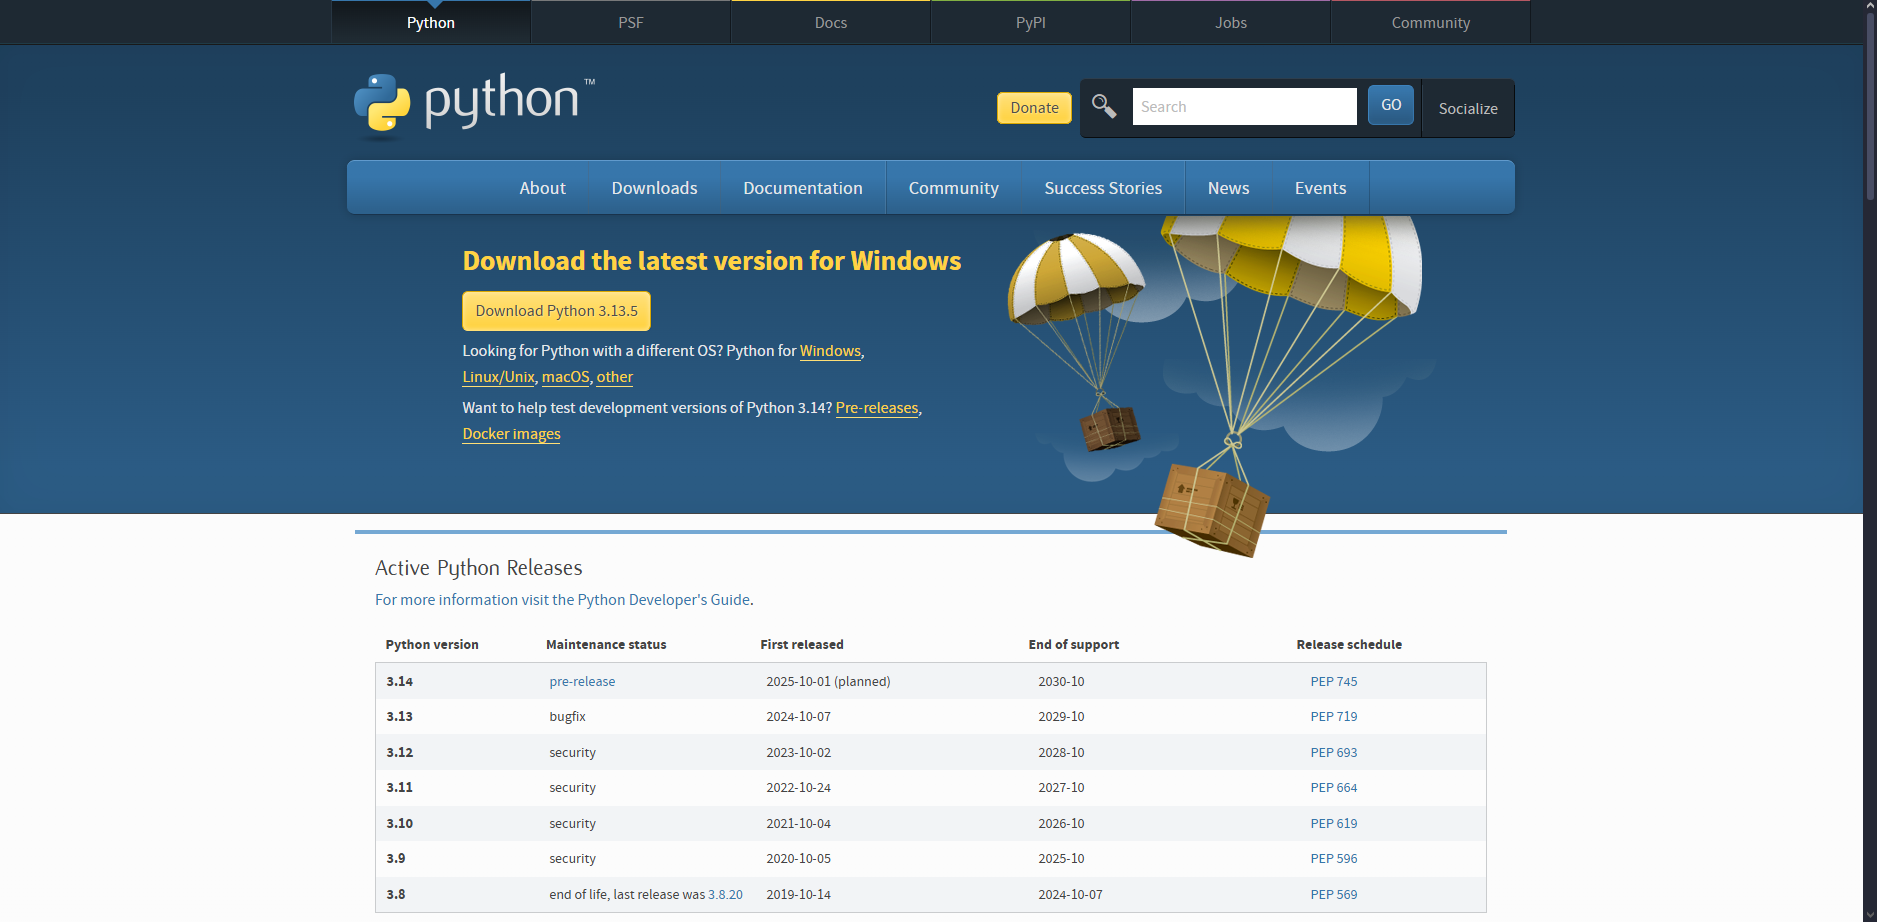 Python PSF Docs PyPI Jobs Community
python™
Donate Search GO Socialize
About Downloads Documentation Community Success Stories News Events
Download the latest version for Windows
Download Python 3.13.5
Looking for Python with a different OS? Python for Windows,
Linux/Unix, macOS, other
Want to help test development versions of Python 3.14? Pre-releases,
Docker images
Active Python Releases
For more information visit the Python Developer's Guide.
Python version Maintenance status First released End of support Release schedule
3.14 pre-release 2025-10-01 (planned) 2030-10 PEP 745
3.13 bugfix 2024-10-07 2029-10 PEP 719
3.12 security 2023-10-02 2028-10 PEP 693
3.11 security 2022-10-24 2027-10 PEP 664
3.10 security 2021-10-04 2026-10 PEP 619
3.9 security 2020-10-05 2025-10 PEP 596
3.8 end of life, last release was 3.8.20 2019-10-14 2024-10-07 PEP 569